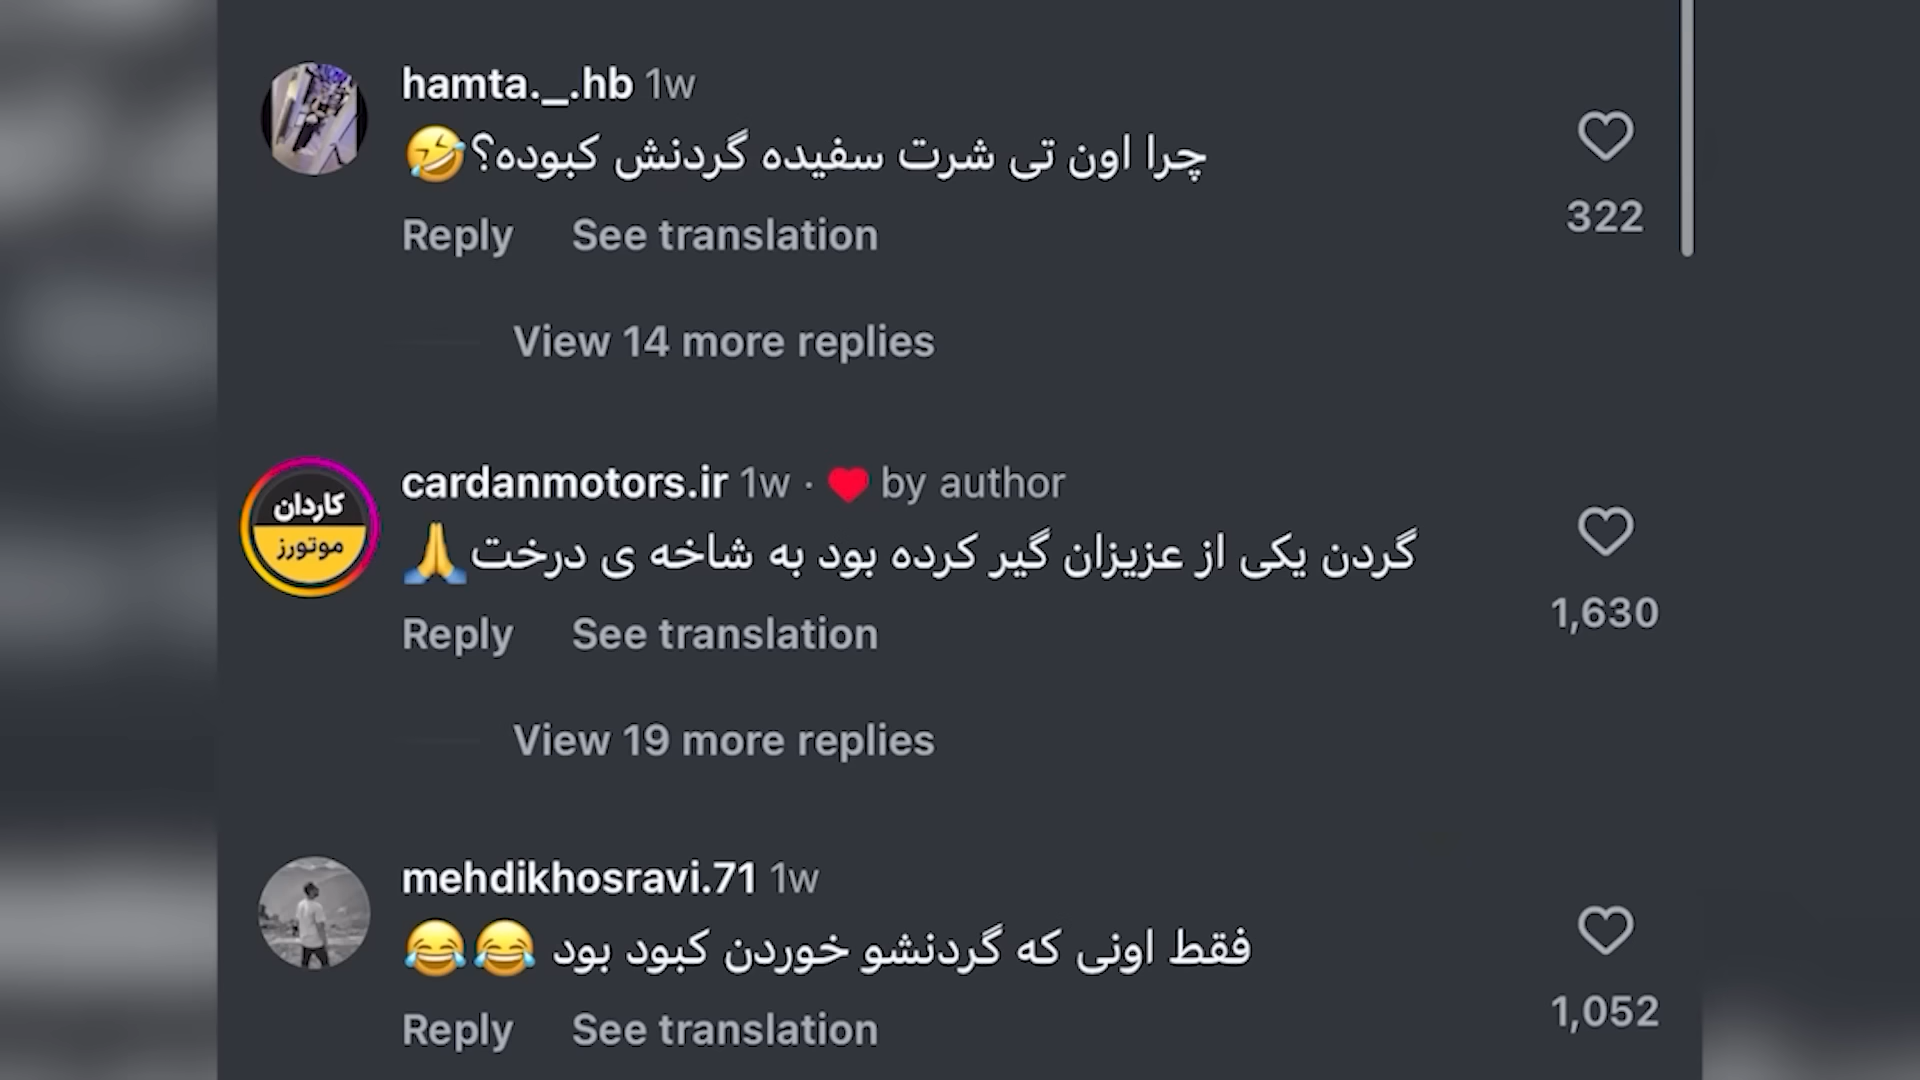 hamta._.hb 1w
چرا اون تی شرت سفیده گردنش کبوده؟🤣
322
Reply See translation
View 14 more replies
کاردان
موتورز
cardanmotors.ir 1w · ❤️ by author
گردن یکی از عزیزان گیر کرده بود به شاخه ی درخت🙏
1,630
Reply See translation
View 19 more replies
mehdikhosravi.71 1w
فقط اونی که گردنشو خوردن کبود بود 😂😂
1,052
Reply See translation